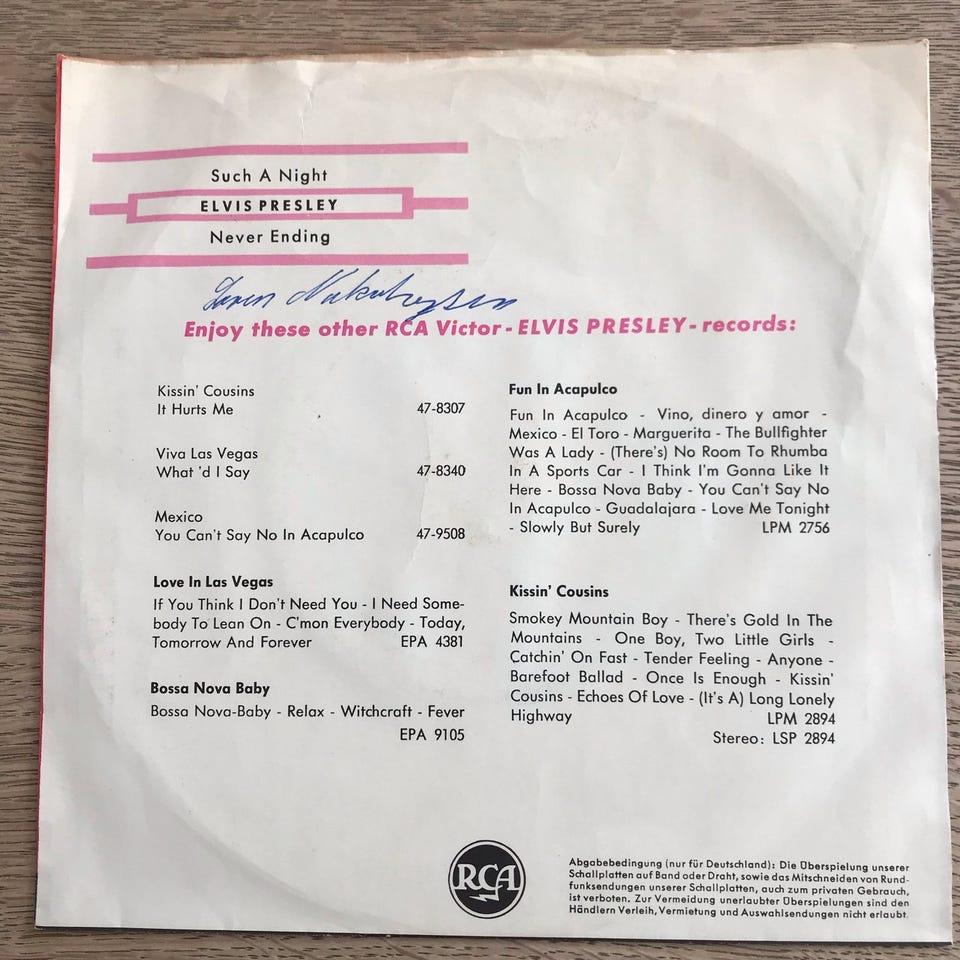 Such A Night
ELVIS PRESLEY
Never Ending
Enjoy these other RCA Victor - ELVIS PRESLEY - records:
Kissin' Cousins
It Hurts Me 47-8307
Viva Las Vegas
What 'd I Say 47-8340
Mexico
You Can't Say No In Acapulco 47-9508
Love In Las Vegas
If You Think I Don't Need You - I Need Some-
body To Lean On - C'mon Everybody - Today,
Tomorrow And Forever EPA 4381
Bossa Nova Baby
Bossa Nova-Baby - Relax - Witchcraft - Fever
EPA 9105
Fun In Acapulco
Fun In Acapulco - Vino, dinero y amor -
Mexico - El Toro - Marguerita - The Bullfighter
Was A Lady - (There's) No Room To Rhumba
In A Sports Car - I Think I'm Gonna Like It
Here - Bossa Nova Baby - You Can't Say No
In Acapulco - Guadalajara - Love Me Tonight
- Slowly But Surely LPM 2756
Kissin' Cousins
Smokey Mountain Boy - There's Gold In The
Mountains - One Boy, Two Little Girls -
Catchin' On Fast - Tender Feeling - Anyone -
Barefoot Ballad - Once Is Enough - Kissin'
Cousins - Echoes Of Love - (It's A) Long Lonely
Highway LPM 2894
Stereo: LSP 2894
RCA
Abgabebedingung (nur für Deutschland): Die Überspielung unserer
Schallplatten auf Band oder Draht, sowie das Mitschneiden von Rund-
funksendungen unserer Schallplatten, auch zum privaten Gebrauch,
ist verboten. Zur Vermeidung unerlaubter Überspielungen sind den
Händlern Verleih, Vermietung und Auswahlsendungen nicht erlaubt.